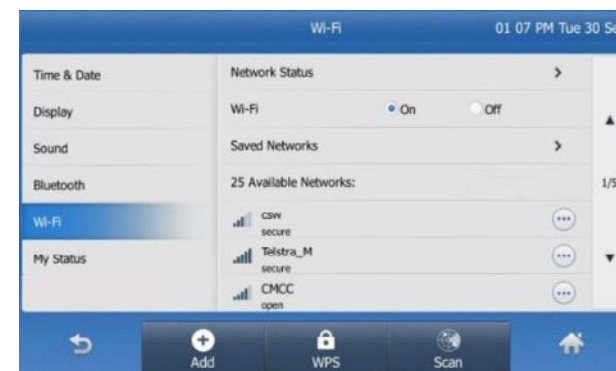 Wi-Fi 01 07 PM Tue 30 Se
Time & Date
Display
Sound
Bluetooth
Wi-Fi
My Status
Network Status
Wi-Fi On Off
Saved Networks
25 Available Networks:
csw
secure
Telstra_M
secure
CMCC
open
1/5
Add
WPS
Scan